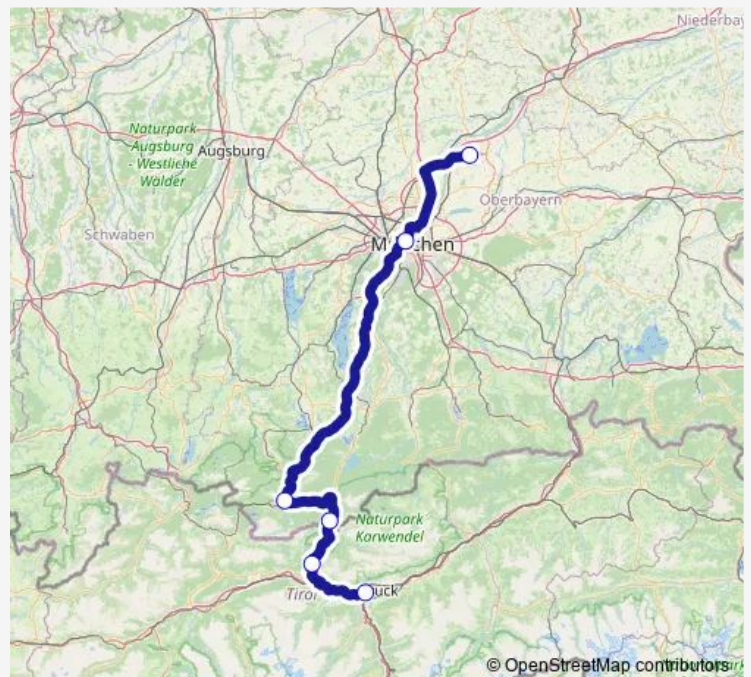 Niederbay
Naturpark
Augsburg
- Westliche
Wälder
Augsburg
Oberbayern
Schwaben
M chen
Naturpark
Karwendel
Tirol
uck
© OpenStreetMap contributors